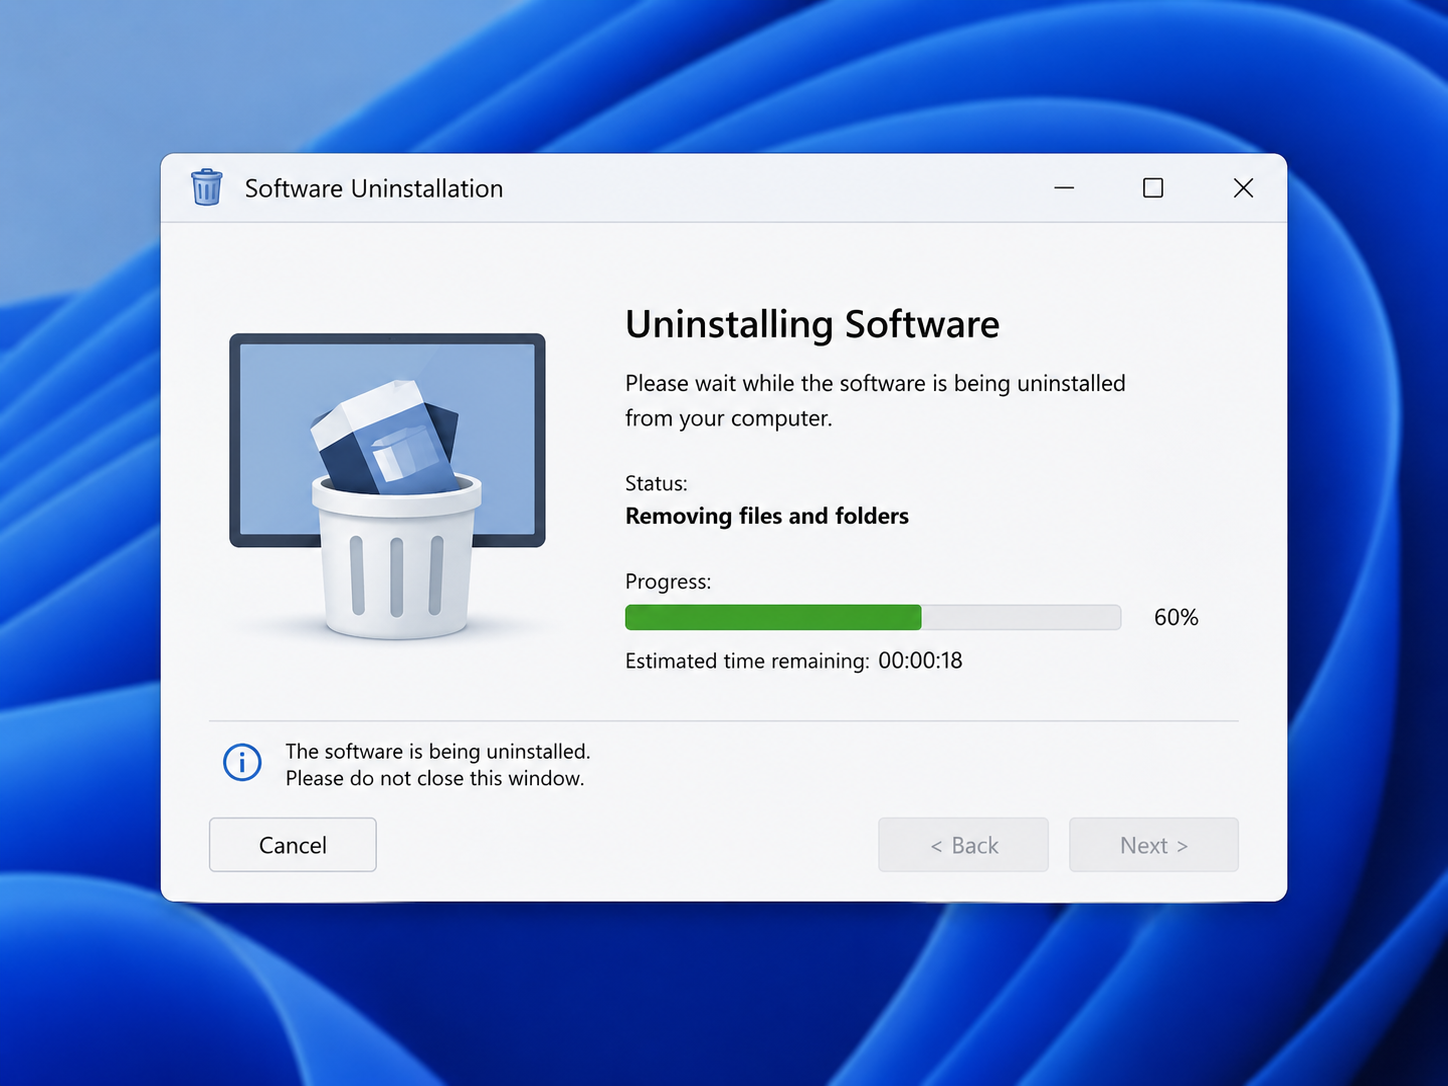 Software Uninstallation
Uninstalling Software
Please wait while the software is being uninstalled
from your computer.
Status:
Removing files and folders
Progress:
60%
Estimated time remaining: 00:00:18
The software is being uninstalled.
Please do not close this window.
Cancel
< Back
Next >